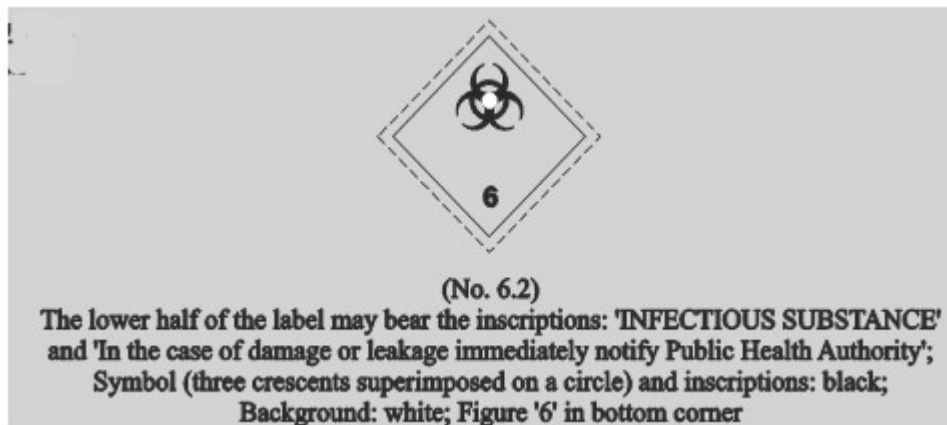 6
(No. 6.2)
The lower half of the label may bear the inscriptions: 'INFECTIOUS SUBSTANCE'
and 'In the case of damage or leakage immediately notify Public Health Authority';
Symbol (three crescents superimposed on a circle) and inscriptions: black;
Background: white; Figure '6' in bottom corner